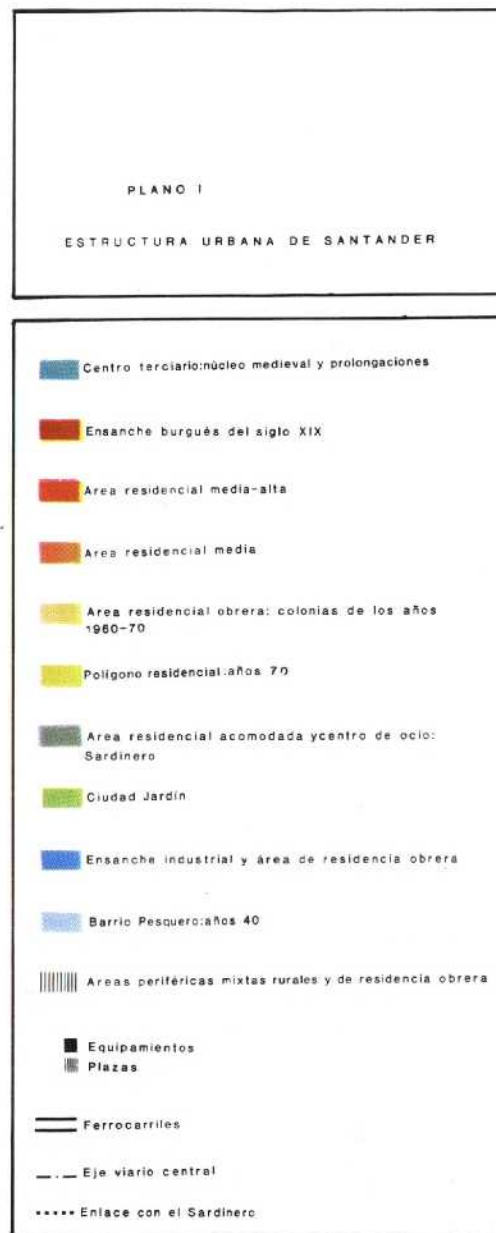 PLANO I
ESTRUCTURA URBANA DE SANTANDER
Centro terciario:núcleo medieval y prolongaciones
Ensanche burgués del siglo XIX
Area residencial media-alta
Area residencial media
Area residencial obrera: colonias de los años
1960-70
Polígono residencial:años 70
Area residencial acomodada ycentro de ocio:
Sardinero
Ciudad Jardín
Ensanche industrial y área de residencia obrera
Barrio Pesquero:años 40
Areas periféricas mixtas rurales y de residencia obrera
Equipamientos
Plazas
Ferrocarriles
Eje viario central
Enlace con el Sardinero